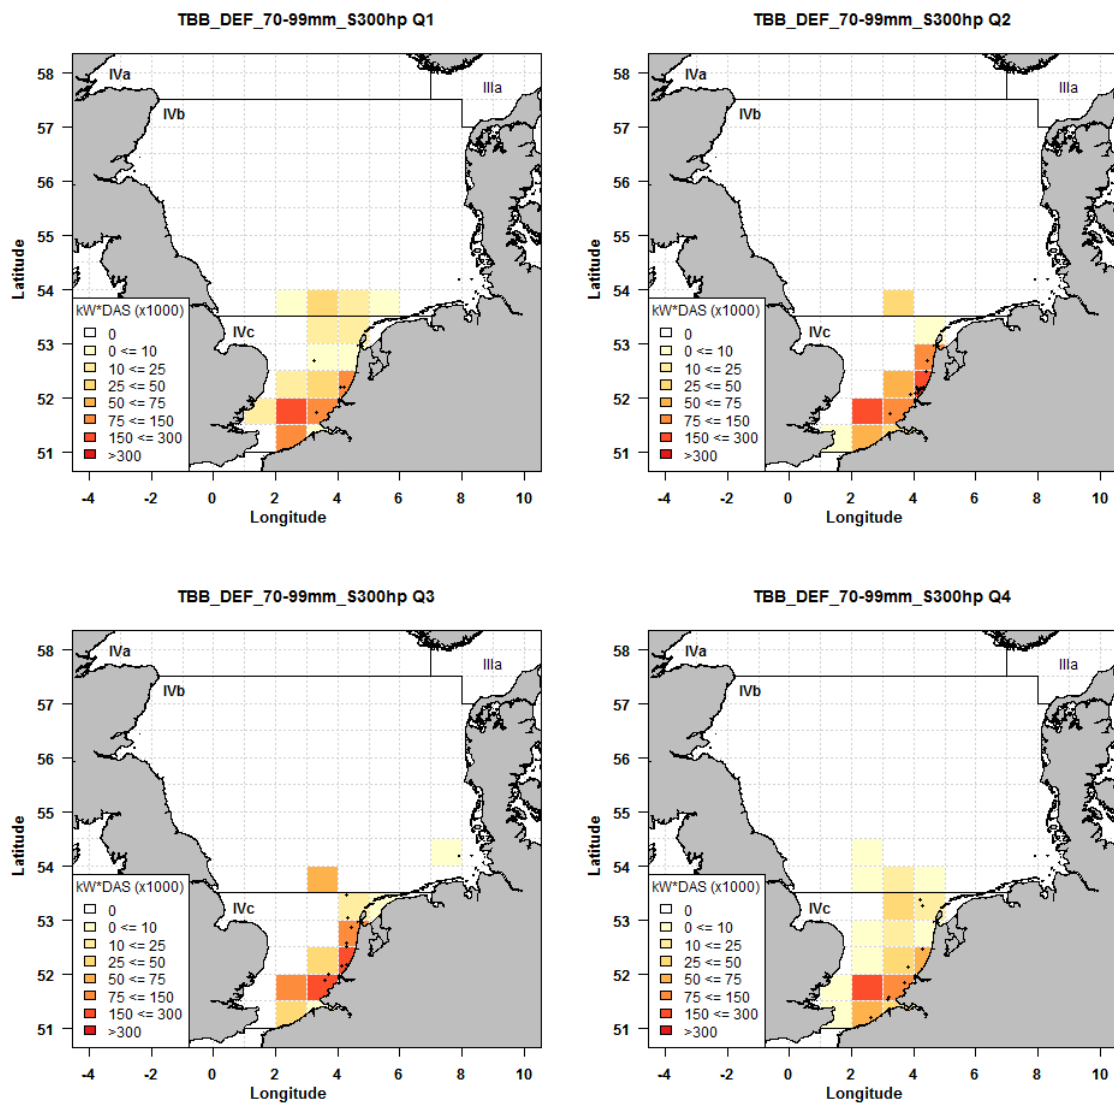 TBB_DEF_70-99mm_S300hp Q1
IVa
IIIa
IVb
IVc
58
57
56
55
54
53
52
51
Latitude
kW*DAS (x1000)
0
0 <= 10
10 <= 25
25 <= 50
50 <= 75
75 <= 150
150 <= 300
>300
-4 -2 0 2 4 6 8 10
Longitude
TBB_DEF_70-99mm_S300hp Q2
IVa
IIIa
IVb
IVc
58
57
56
55
54
53
52
51
Latitude
kW*DAS (x1000)
0
0 <= 10
10 <= 25
25 <= 50
50 <= 75
75 <= 150
150 <= 300
>300
-4 -2 0 2 4 6 8 10
Longitude
TBB_DEF_70-99mm_S300hp Q3
IVa
IIIa
IVb
IVc
58
57
56
55
54
53
52
51
Latitude
kW*DAS (x1000)
0
0 <= 10
10 <= 25
25 <= 50
50 <= 75
75 <= 150
150 <= 300
>300
-4 -2 0 2 4 6 8 10
Longitude
TBB_DEF_70-99mm_S300hp Q4
IVa
IIIa
IVb
IVc
58
57
56
55
54
53
52
51
Latitude
kW*DAS (x1000)
0
0 <= 10
10 <= 25
25 <= 50
50 <= 75
75 <= 150
150 <= 300
>300
-4 -2 0 2 4 6 8 10
Longitude